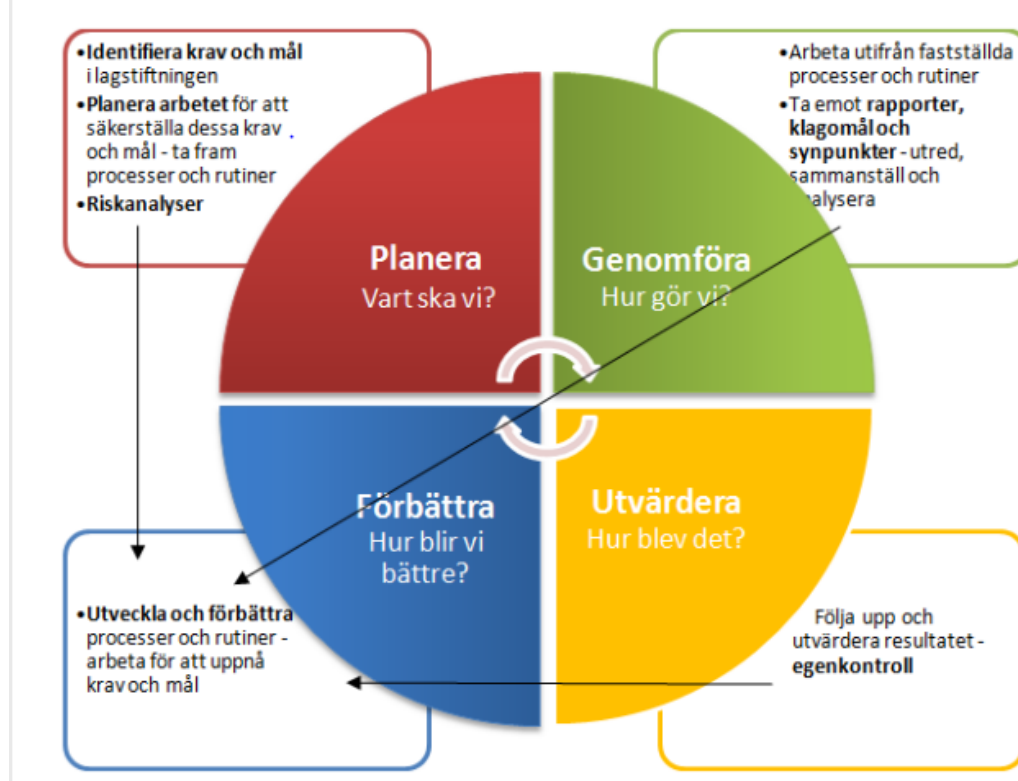 •Identifiera krav och mål
i lagstiftningen
•Planera arbetet för att
säkerställa dessa krav .
och mål - ta fram
processer och rutiner
•Riskanalyser
•Arbeta utifrån fastställda
processer och rutiner
•Ta emot rapporter,
klagomål och
synpunkter - utred,
sammanställ och
analysera
Planera
Vart ska vi?
Genomföra
Hur gör vi?
Förbättra
Hur blir vi
bättre?
Utvärdera
Hur blev det?
•Utveckla och förbättra
processer och rutiner -
arbeta för att uppnå
krav och mål
Följa upp och
utvärdera resultatet -
egenkontroll